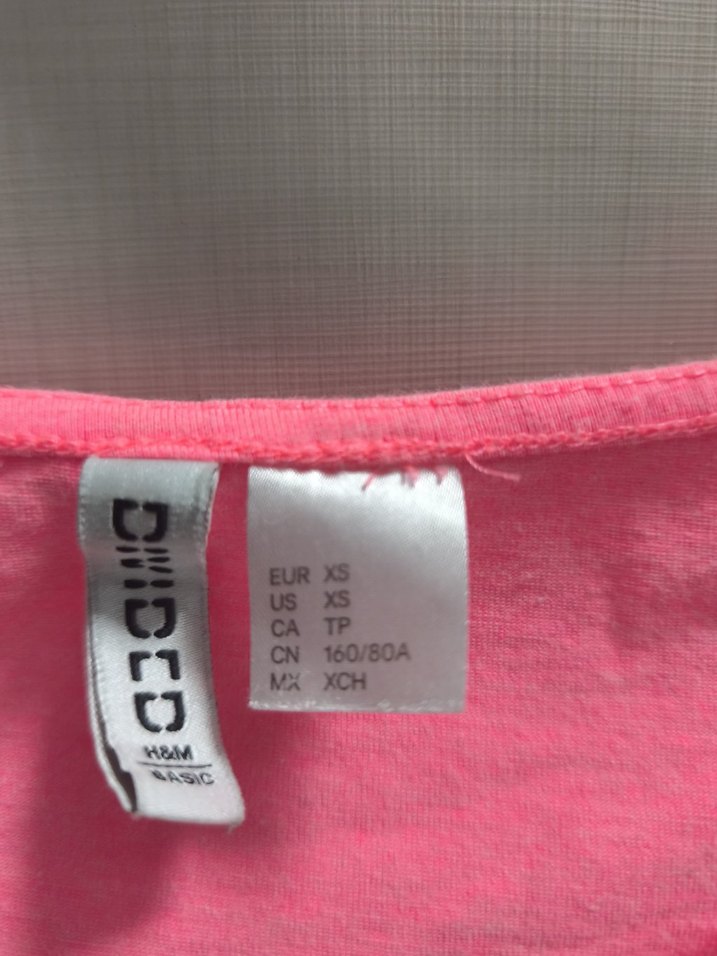 DIVIDED
H&M
BASIC
EUR XS
US XS
CA TP
CN 160/80A
MX XCH